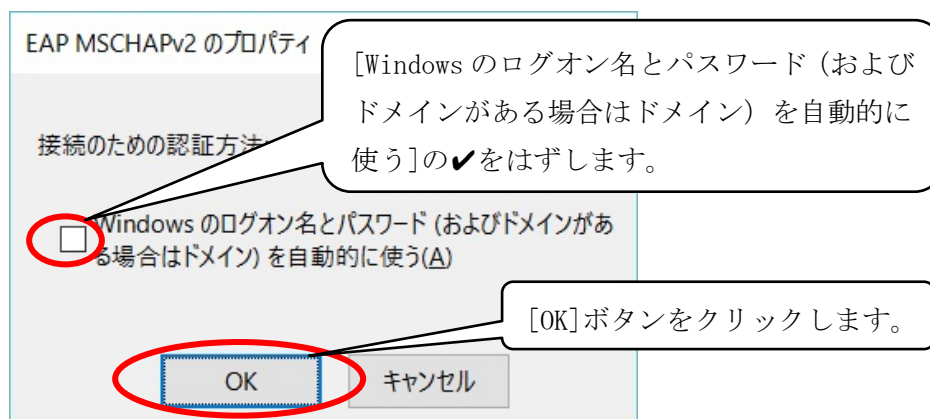 EAP MSCHAPv2 のプロパティ
[Windows のログオン名とパスワード（および
ドメインがある場合はドメイン）を自動的に
使う]の✔をはずします。
接続のための認証方法
Windows のログオン名とパスワード (およびドメインがあ
る場合はドメイン) を自動的に使う(A)
[OK]ボタンをクリックします。
OK
キャンセル